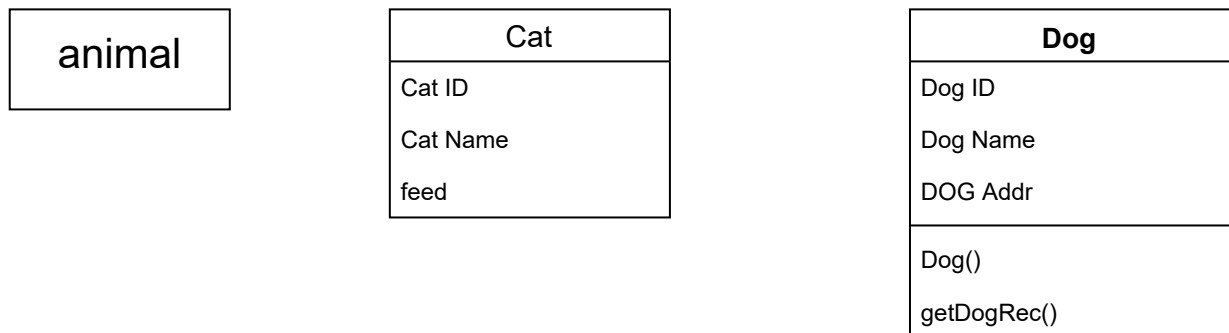 animal
Cat
Cat ID
Cat Name
feed
Dog
Dog ID
Dog Name
DOG Addr
Dog()
getDogRec()